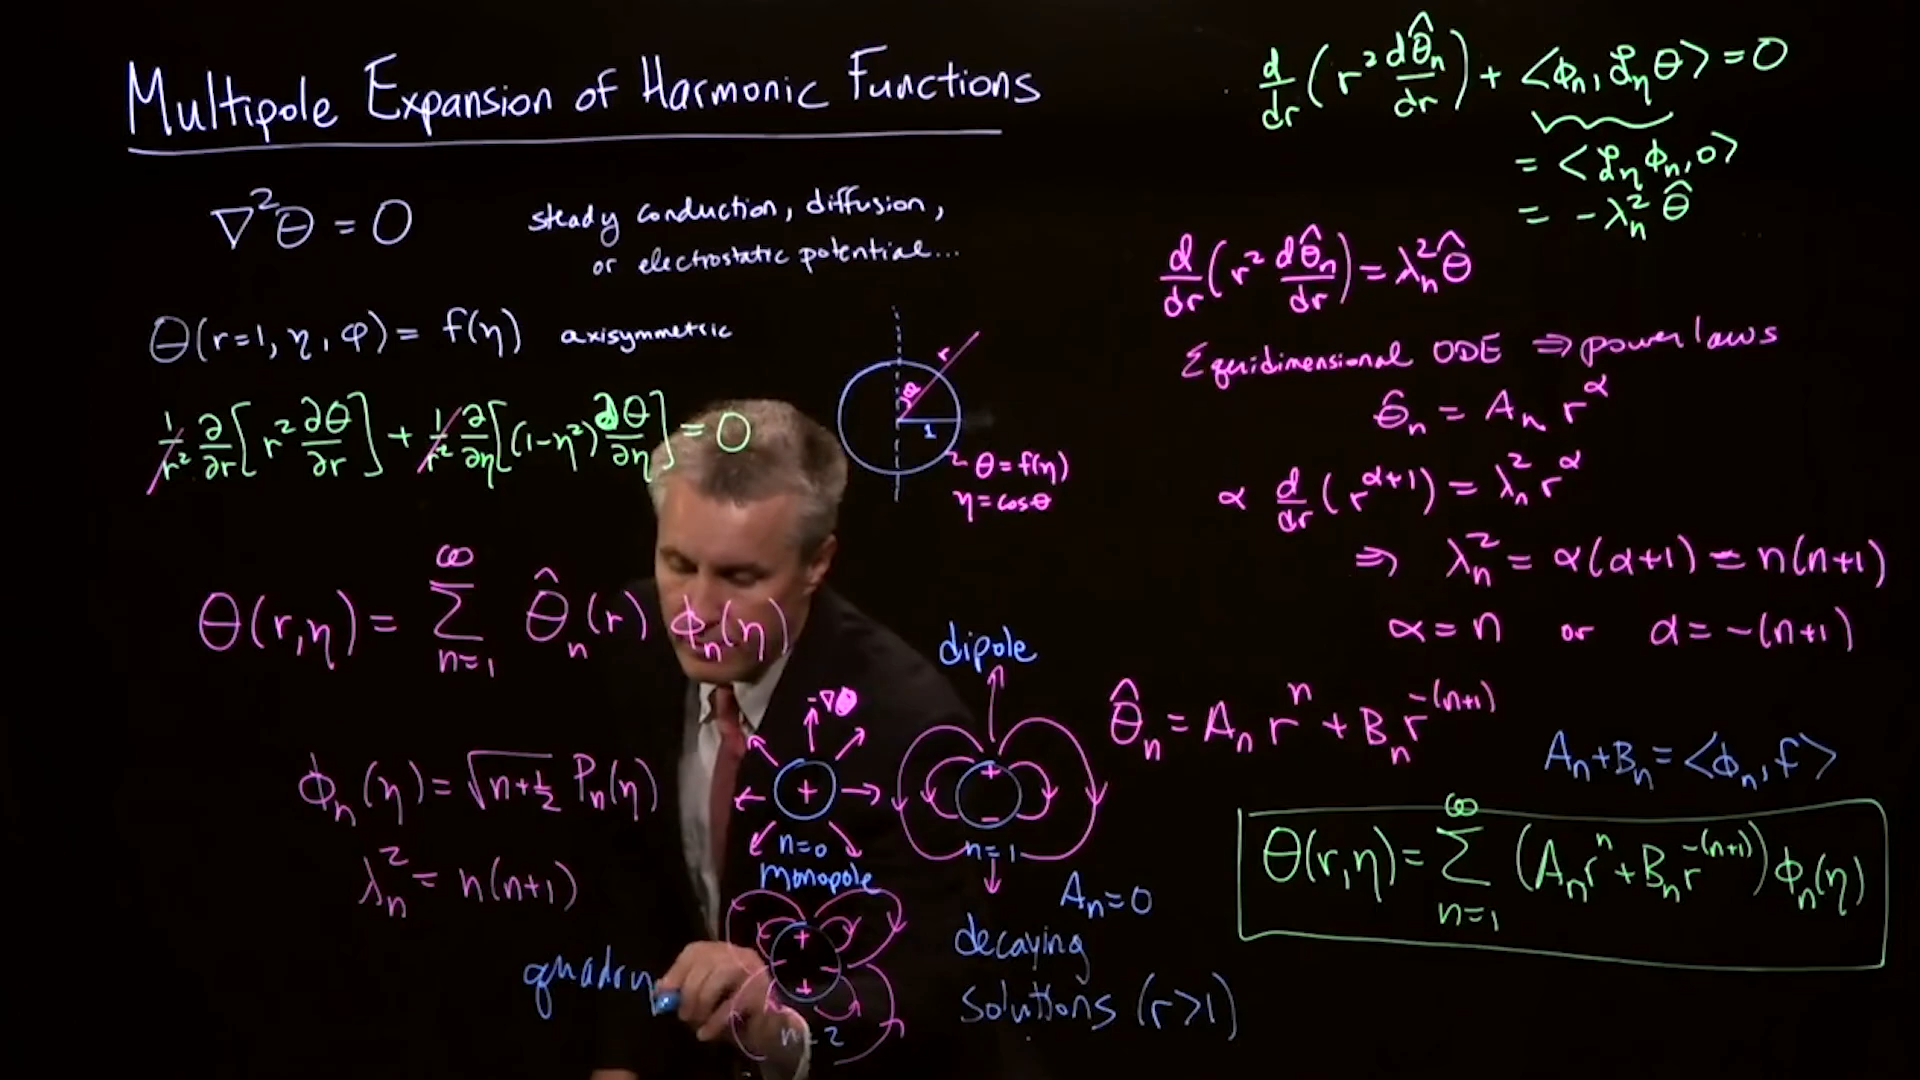 Multipole Expansion of Harmonic Functions
∇²Θ = 0
steady conduction, diffusion,
or electrostatic potential...
Θ(r=1, η, φ) = f(η) axisymmetric
1/r² ∂/∂r [r² ∂Θ/∂r] + 1/r² ∂/∂η [(1-η²) ∂Θ/∂η] = 0
r
θ
1
Θ = f(η)
η = cosθ
Θ(r,η) = Σ_{n=1}^{∞} Θ̂_n(r) ϕ_n(η)
ϕ_n(η) = √(n+½) P_n(η)
λ_n² = n(n+1)
-∇Θ
+
n=0
monopole
dipole
+
-
n=1
+
- -
+
n=2
quadru
A_n=0
decaying
solutions (r>1)
d/dr (r² dΘ̂_n/dr) + <ϕ_n, ℒ_η Θ> = 0
= <ℒ_η ϕ_n, Θ>
= -λ_n² Θ̂
d/dr (r² dΘ̂_n/dr) = λ_n² Θ̂
Equidimensional ODE ⇒ power laws
Θ̂_n = A_n r^α
α d/dr (r^{α+1}) = λ_n² r^α
⇒ λ_n² = α(α+1) = n(n+1)
α = n or α = -(n+1)
Θ̂_n = A_n r^n + B_n r^{-(n+1)}
A_n+B_n = <ϕ_n, f>
Θ(r,η) = Σ_{n=1}^{∞} (A_n r^n + B_n r^{-(n+1)}) ϕ_n(η)